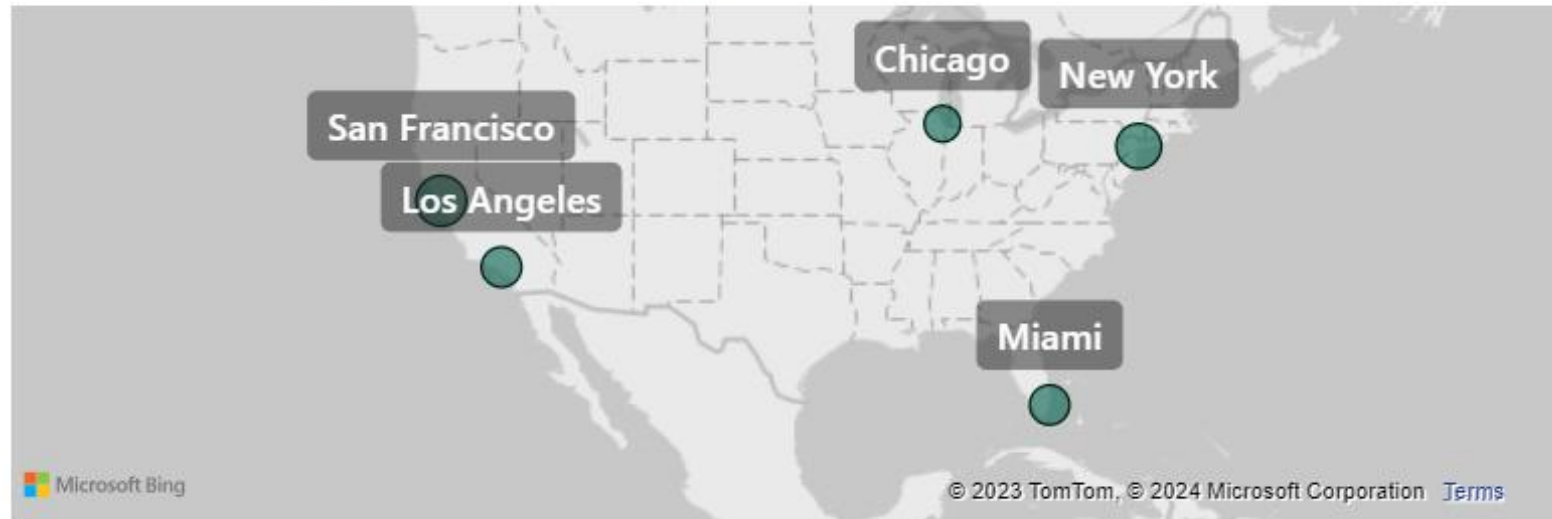 Chicago
New York
San Francisco
Los Angeles
Miami
Microsoft Bing
© 2023 TomTom, © 2024 Microsoft Corporation Terms